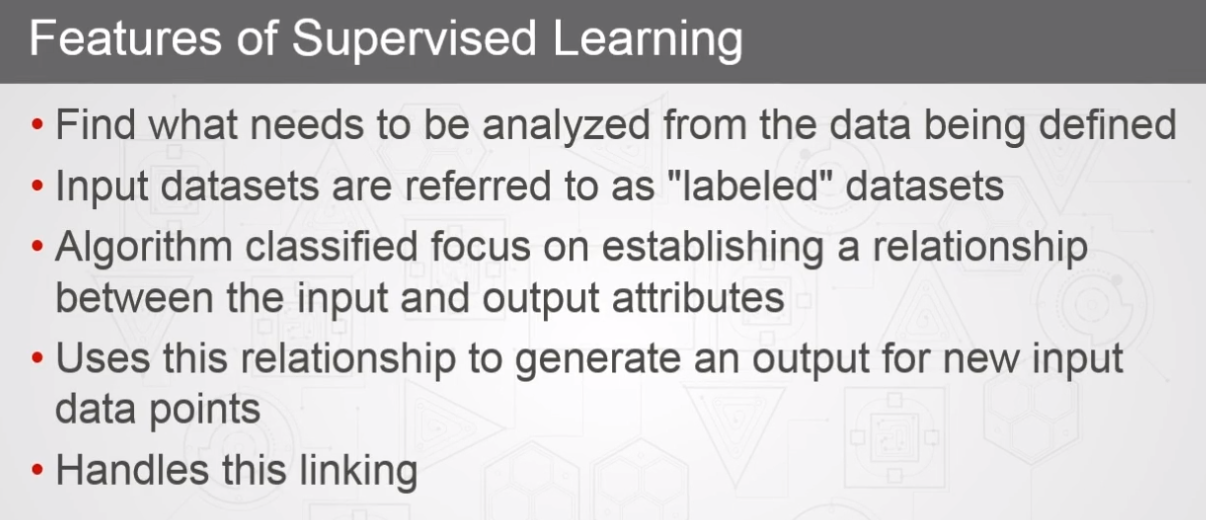 Features of Supervised Learning
• Find what needs to be analyzed from the data being defined
• Input datasets are referred to as "labeled" datasets
• Algorithm classified focus on establishing a relationship
between the input and output attributes
• Uses this relationship to generate an output for new input
data points
• Handles this linking